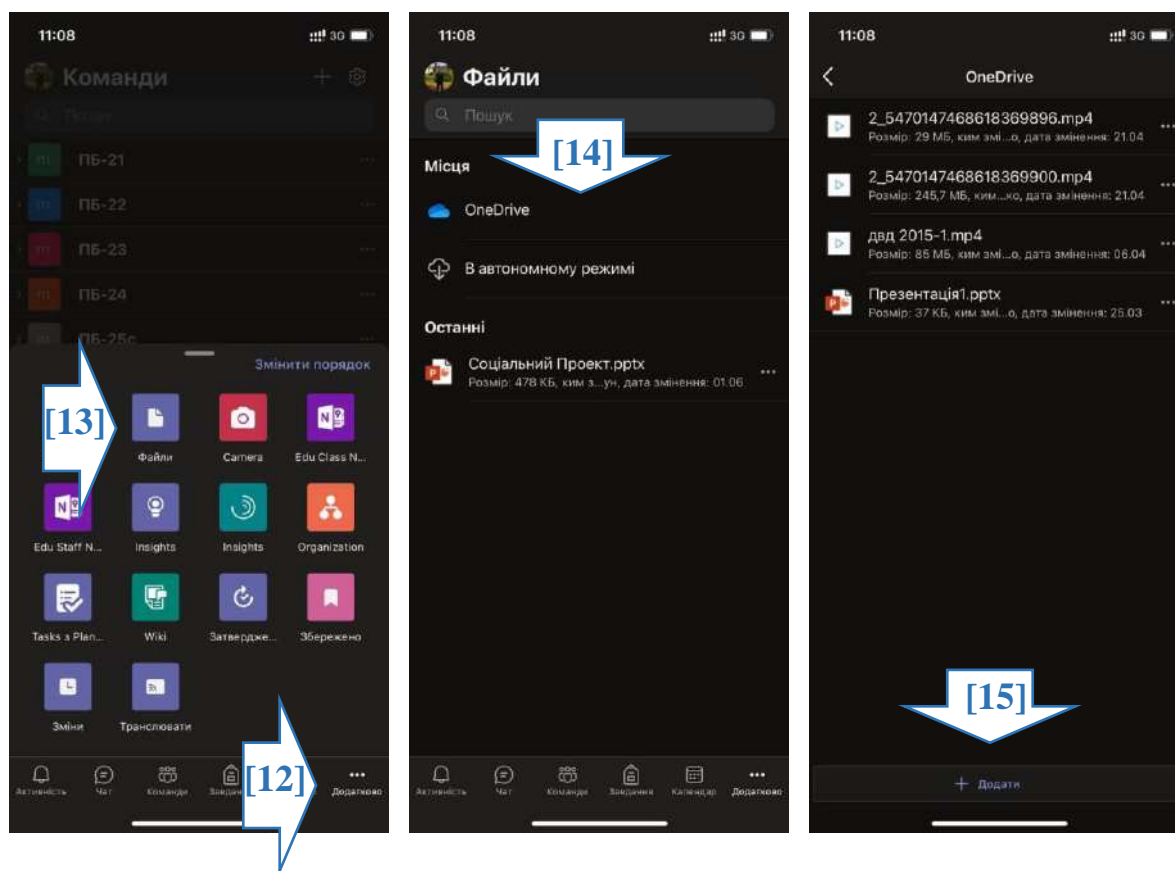 11:08
3G
Команди
Пошук
ПБ-21
ПБ-22
ПБ-23
ПБ-24
ПБ-25с
Змінити порядок
[13]
Файли
Camera
Edu Class N...
Edu Staff N...
Insights
Insights
Organization
Tasks з Plan...
Wiki
Затвердже...
Збережено
Зміни
Транслювати
[12]
Активність
Чат
Команди
Додатково
11:08
3G
Файли
Пошук
[14]
Місця
OneDrive
В автономному режимі
Останні
Соціальний Проект.pptx
Розмір: 478 КБ, ким з...ун, дата змінення: 01.06
Активність
Чат
Команди
Завдання
Календар
Додатково
11:08
3G
OneDrive
2_5470147468618369896.mp4
Розмір: 29 МБ, ким змі...о, дата змінення: 21.04
2_5470147468618369900.mp4
Розмір: 245,7 МБ, ким...ко, дата змінення: 21.04
двд 2015-1.mp4
Розмір: 85 МБ, ким змі...о, дата змінення: 06.04
Презентація1.pptx
Розмір: 37 КБ, ким змі...о, дата змінення: 25.03
[15]
+ Додати